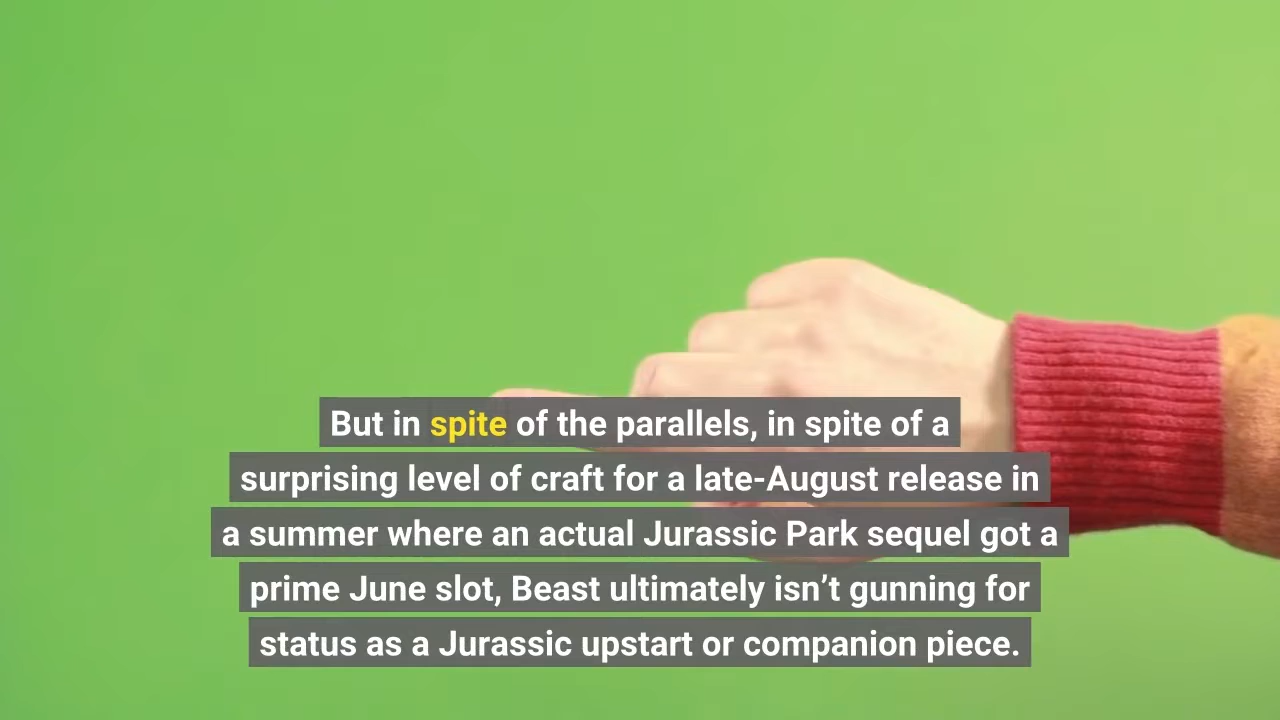 But in spite of the parallels, in spite of a
surprising level of craft for a late-August release in
a summer where an actual Jurassic Park sequel got a
prime June slot, Beast ultimately isn’t gunning for
status as a Jurassic upstart or companion piece.